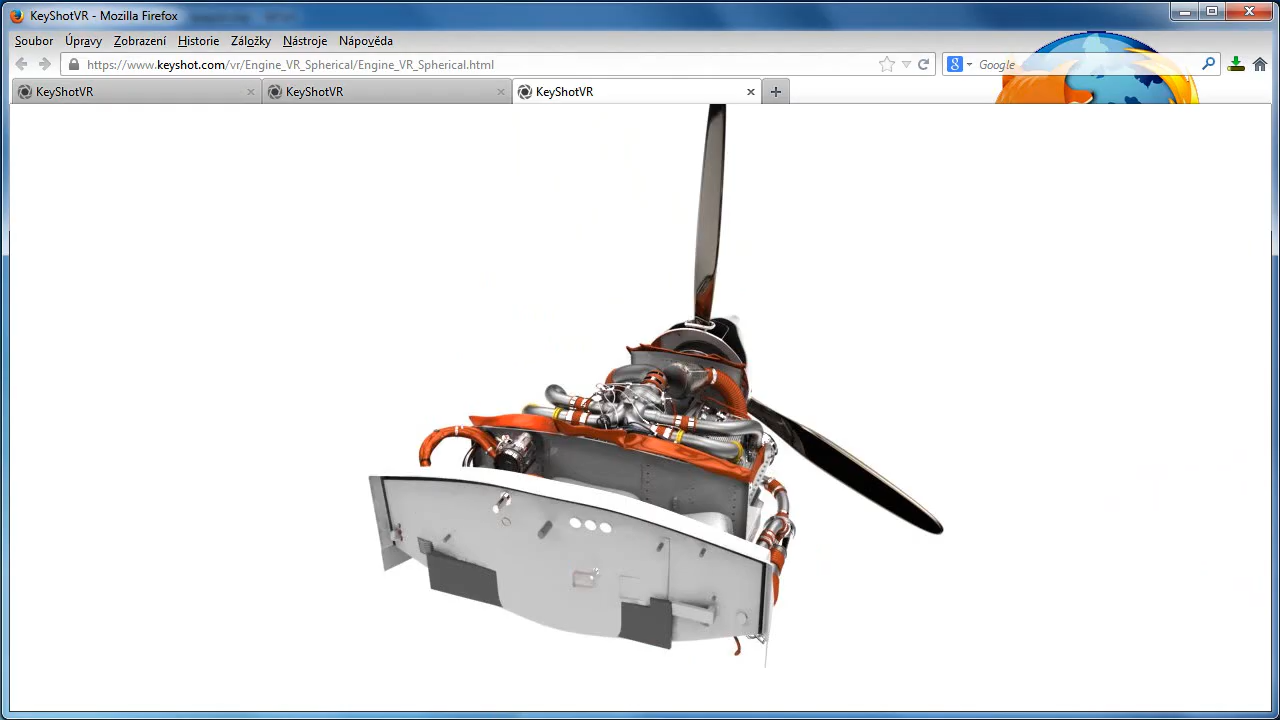 KeyShotVR - Mozilla Firefox
Soubor Úpravy Zobrazení Historie Záložky Nástroje Nápověda
https://www.keyshot.com/vr/Engine_VR_Spherical/Engine_VR_Spherical.html
8 Google
KeyShotVR KeyShotVR KeyShotVR